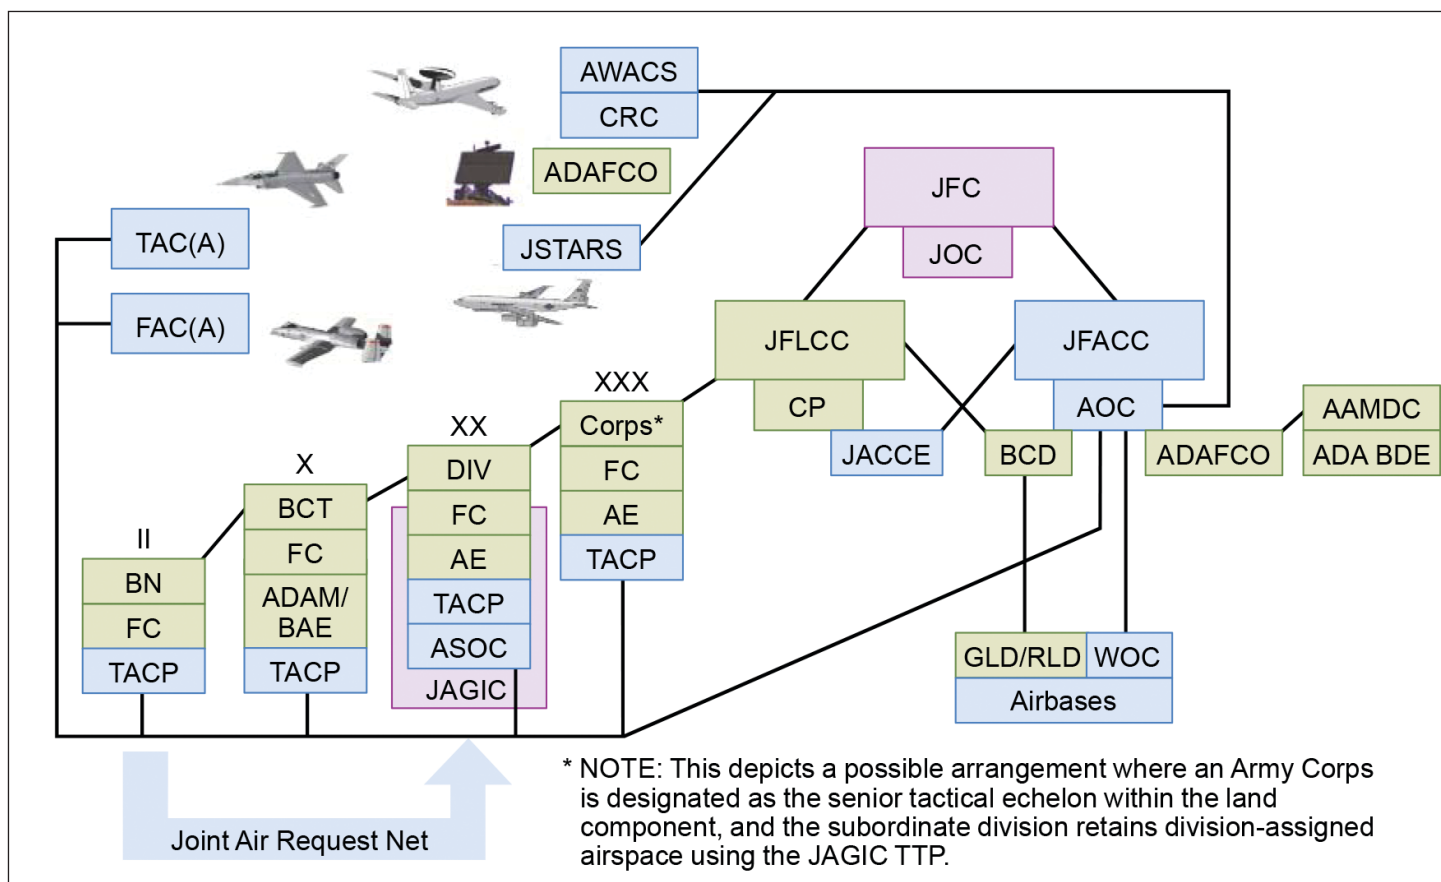 AWACS
CRC
ADAFCO
JFC
JOC
TAC(A)
JSTARS
FAC(A)
JFLCC
JFACC
XXX
CP
AOC
Corps*
AAMDC
XX
JACCE
BCD
ADAFCO
ADA BDE
DIV
FC
X
BCT
FC
AE
II
FC
AE
TACP
BN
ADAM/
BAE
TACP
FC
ASOC
TACP
TACP
JAGIC
GLD/RLD
WOC
Airbases
Joint Air Request Net
* NOTE: This depicts a possible arrangement where an Army Corps
is designated as the senior tactical echelon within the land
component, and the subordinate division retains division-assigned
airspace using the JAGIC TTP.